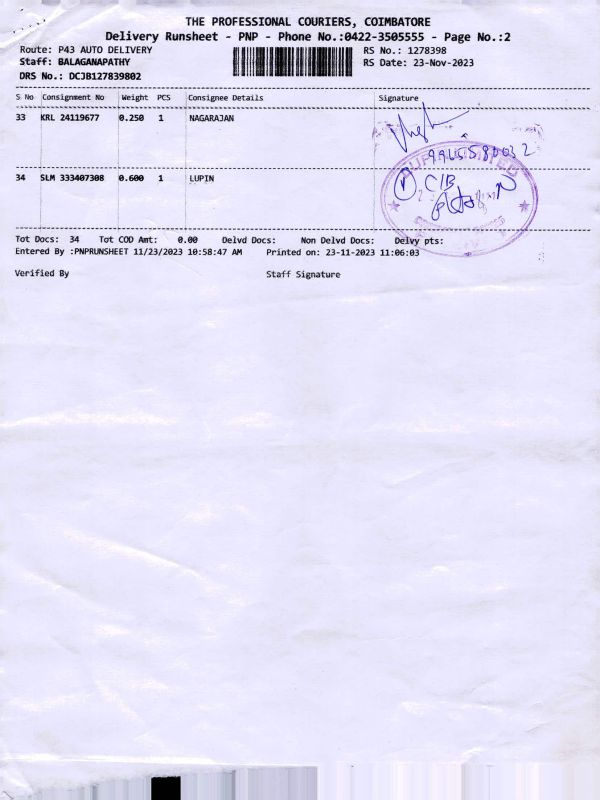 THE PROFESSIONAL COURIERS, COIMBATORE
Delivery Runsheet - PNP - Phone No.:0422-3505555 - Page No.:2
Route: P43 AUTO DELIVERY RS No.: 1278398
Staff: BALAGANAPATHY RS Date: 23-Nov-2023
DRS No.: DCJB127839802
S No Consignment No Weight PCS Consignee Details Signature
33 KRL 24119677 0.250 1 NAGARAJAN
34 SLM 333407308 0.600 1 LUPIN
Tot Docs: 34 Tot COD Amt: 0.00 Delvd Docs: Non Delvd Docs: Delvy pts:
Entered By :PNPRUNSHEET 11/23/2023 10:58:47 AM Printed on: 23-11-2023 11:06:03
Verified By Staff Signature